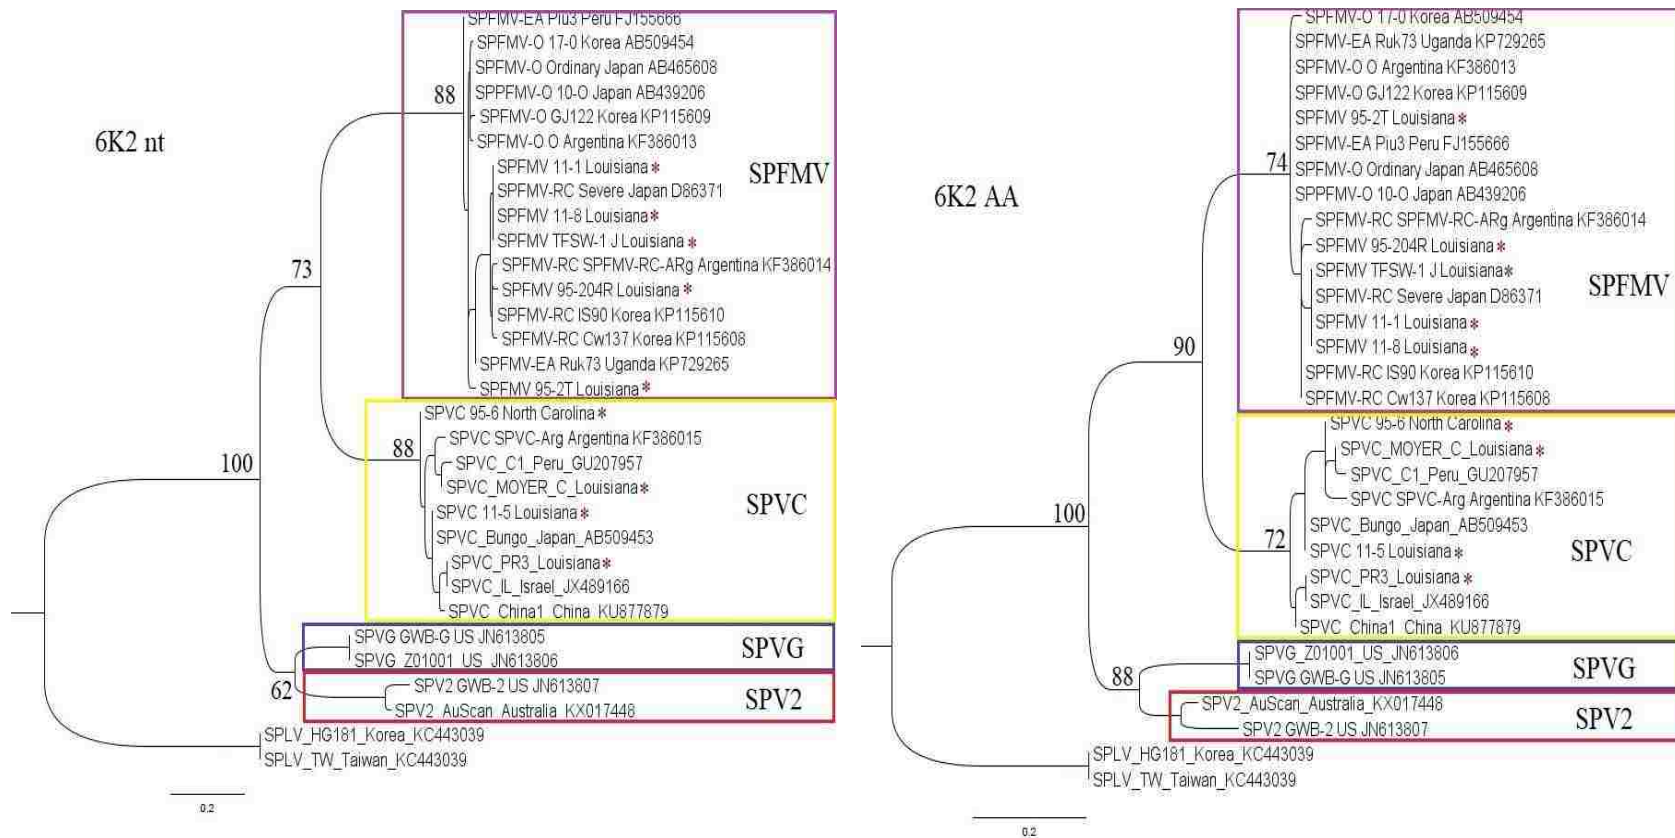 6K2 nt
88
73
100
88
62
SPFMV-EA Piu3 Peru FJ155666
SPFMV-O 17-0 Korea AB509454
SPFMV-O Ordinary Japan AB465608
SPPFMV-O 10-O Japan AB439206
SPFMV-O GJ122 Korea KP115609
SPFMV-O O Argentina KF386013
SPFMV 11-1 Louisiana *
SPFMV-RC Severe Japan D86371
SPFMV 11-8 Louisiana *
SPFMV TFSW-1 J Louisiana *
SPFMV-RC SPFMV-RC-ARg Argentina KF386014
SPFMV 95-204R Louisiana *
SPFMV-RC IS90 Korea KP115610
SPFMV-RC Cw137 Korea KP115608
SPFMV-EA Ruk73 Uganda KP729265
SPFMV 95-2T Louisiana *
SPFMV
SPVC 95-6 North Carolina *
SPVC SPVC-Arg Argentina KF386015
SPVC_C1_Peru_GU207957
SPVC_MOYER_C_Louisiana *
SPVC 11-5 Louisiana *
SPVC_Bungo_Japan_AB509453
SPVC_PR3_Louisiana *
SPVC_IL_Israel_JX489166
SPVC_China1_China_KU877879
SPVC
SPVG GWB-G US JN613805
SPVG_Z01001_US_JN613806
SPVG
SPV2 GWB-2 US JN613807
SPV2_AuScan_Australia_KX017448
SPV2
SPLV_HG181_Korea_KC443039
SPLV_TW_Taiwan_KC443039
0.2
6K2 AA
74
90
100
72
88
SPFMV-O 17-0 Korea AB509454
SPFMV-EA Ruk73 Uganda KP729265
SPFMV-O O Argentina KF386013
SPFMV-O GJ122 Korea KP115609
SPFMV 95-2T Louisiana *
SPFMV-EA Piu3 Peru FJ155666
SPFMV-O Ordinary Japan AB465608
SPPFMV-O 10-O Japan AB439206
SPFMV-RC SPFMV-RC-ARg Argentina KF386014
SPFMV 95-204R Louisiana *
SPFMV TFSW-1 J Louisiana *
SPFMV-RC Severe Japan D86371
SPFMV 11-1 Louisiana *
SPFMV 11-8 Louisiana *
SPFMV-RC IS90 Korea KP115610
SPFMV-RC Cw137 Korea KP115608
SPFMV
SPVC 95-6 North Carolina *
SPVC_MOYER_C_Louisiana *
SPVC_C1_Peru_GU207957
SPVC SPVC-Arg Argentina KF386015
SPVC_Bungo_Japan_AB509453
SPVC 11-5 Louisiana *
SPVC_PR3_Louisiana *
SPVC_IL_Israel_JX489166
SPVC_China1_China_KU877879
SPVC
SPVG_Z01001_US_JN613806
SPVG GWB-G US JN613805
SPVG
SPV2_AuScan_Australia_KX017448
SPV2 GWB-2 US JN613807
SPV2
SPLV_HG181_Korea_KC443039
SPLV_TW_Taiwan_KC443039
0.2